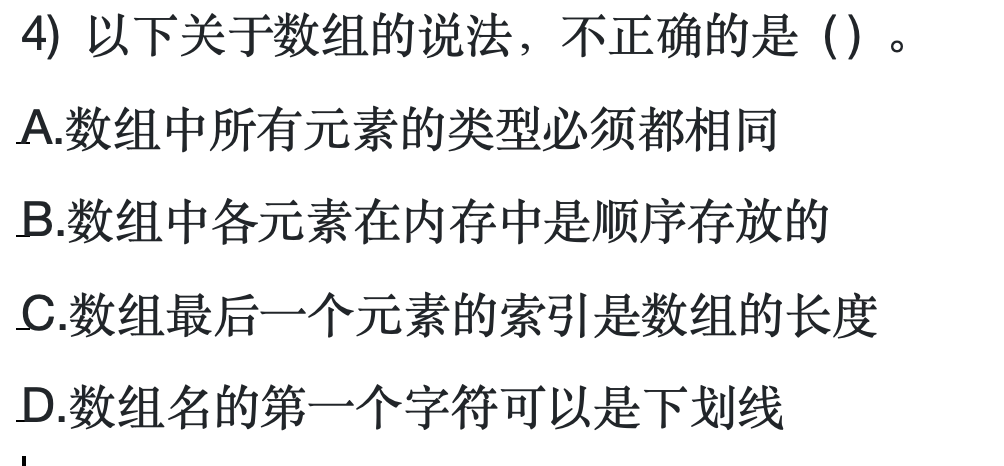 4) 以下关于数组的说法，不正确的是（）。
A.数组中所有元素的类型必须都相同
B.数组中各元素在内存中是顺序存放的
C.数组最后一个元素的索引是数组的长度
D.数组名的第一个字符可以是下划线